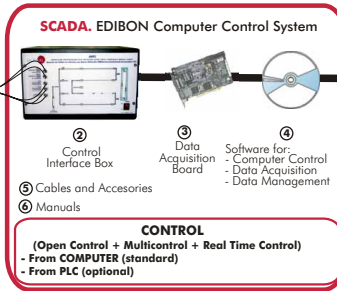 SCADA. EDIBON Computer Control System
2
Control
Interface Box
3
Data
Acquisition
Board
4
Software for:
- Computer Control
- Data Acquisition
- Data Management
5 Cables and Accesories
6 Manuals
CONTROL
(Open Control + Multicontrol + Real Time Control)
- From COMPUTER (standard)
- From PLC (optional)